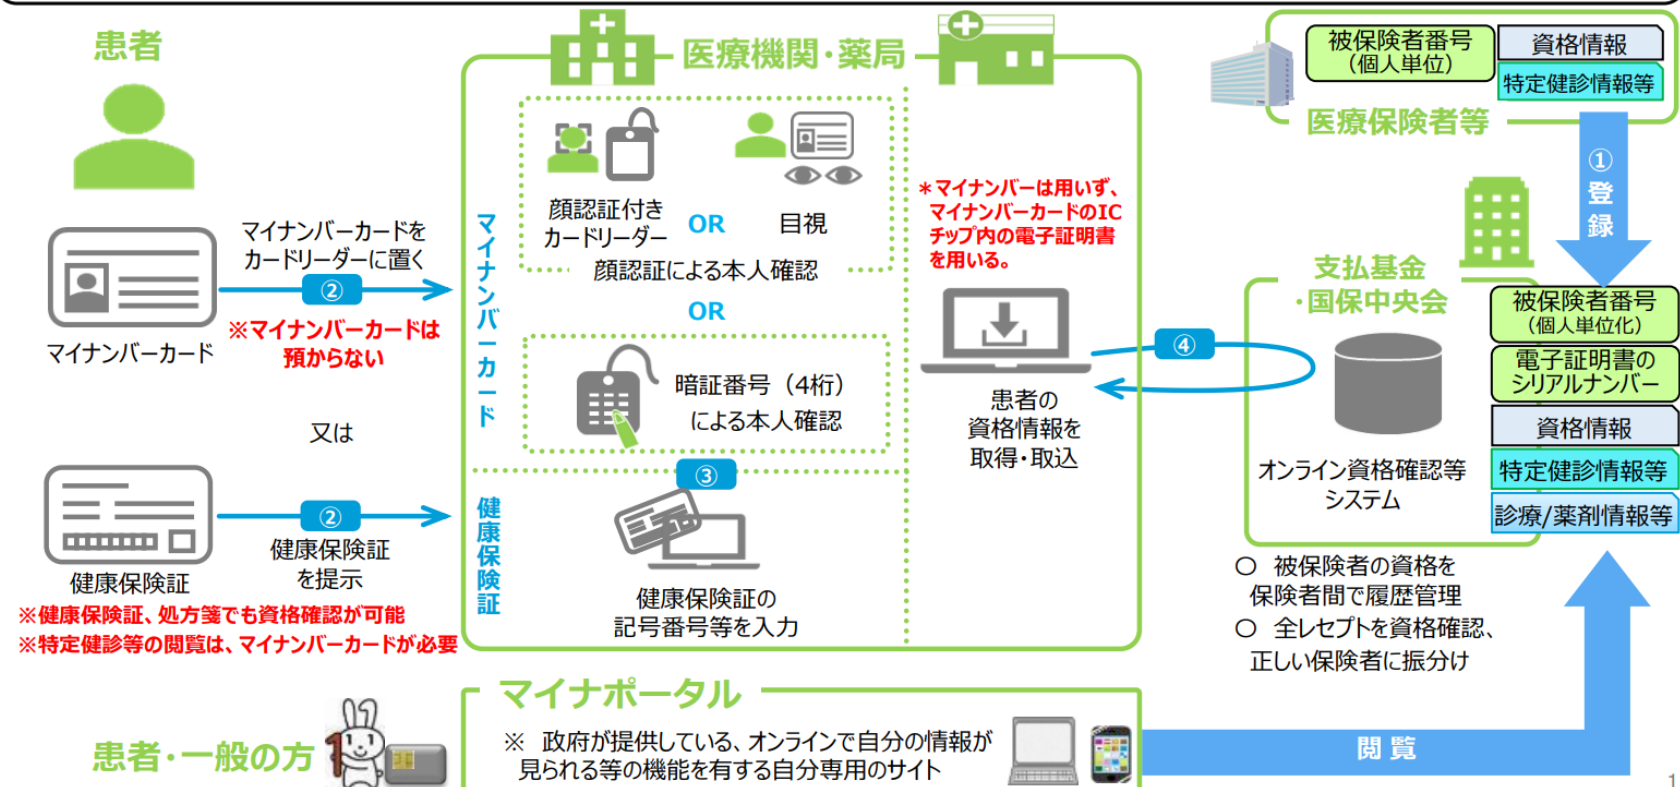 患者
マイナンバーカード
マイナンバーカードを
カードリーダーに置く
②
※マイナンバーカードは
預からない
又は
健康保険証
②
健康保険証
を提示
※健康保険証、処方箋でも資格確認が可能
※特定健診等の閲覧は、マイナンバーカードが必要
医療機関・薬局
マイナンバーカード
顔認証付き
カードリーダー
OR
目視
顔認証による本人確認
OR
暗証番号（4桁）
による本人確認
③
健康保険証
健康保険証の
記号番号等を入力
＊マイナンバーは用いず、
マイナンバーカードのIC
チップ内の電子証明書
を用いる。
患者の
資格情報を
取得・取込
④
被保険者番号
（個人単位）
資格情報
特定健診情報等
医療保険者等
①
登
録
支払基金
・国保中央会
オンライン資格確認等
システム
被保険者番号
（個人単位化）
電子証明書の
シリアルナンバー
資格情報
特定健診情報等
診療/薬剤情報等
〇 被保険者の資格を
保険者間で履歴管理
〇 全レセプトを資格確認、
正しい保険者に振分け
患者・一般の方
マイナポータル
※ 政府が提供している、オンラインで自分の情報が
見られる等の機能を有する自分専用のサイト
閲覧
1